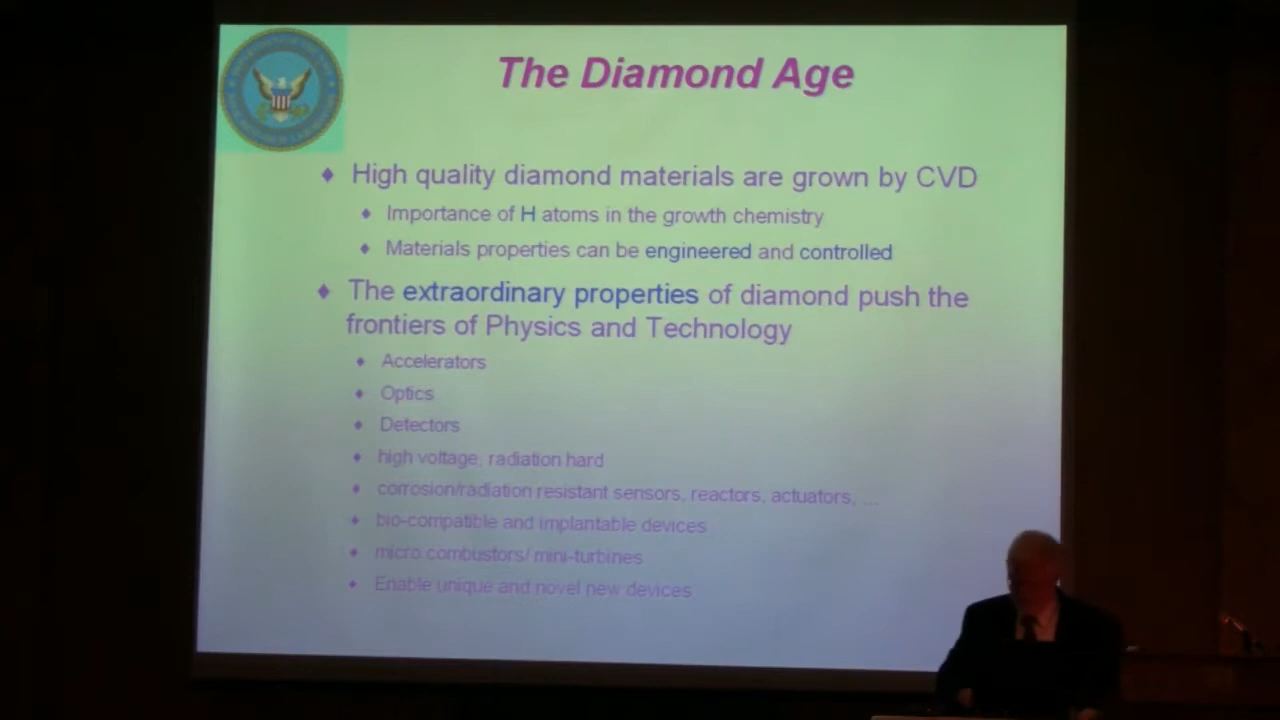 The Diamond Age
High quality diamond materials are grown by CVD
Importance of H atoms in the growth chemistry
Materials properties can be engineered and controlled
The extraordinary properties of diamond push the
frontiers of Physics and Technology
Accelerators
Optics
Detectors
high voltage, radiation hard
corrosion/radiation resistant sensors, reactors, actuators, ...
bio-compatible and implantable devices
micro combustors/ mini-turbines
Enable unique and novel new devices